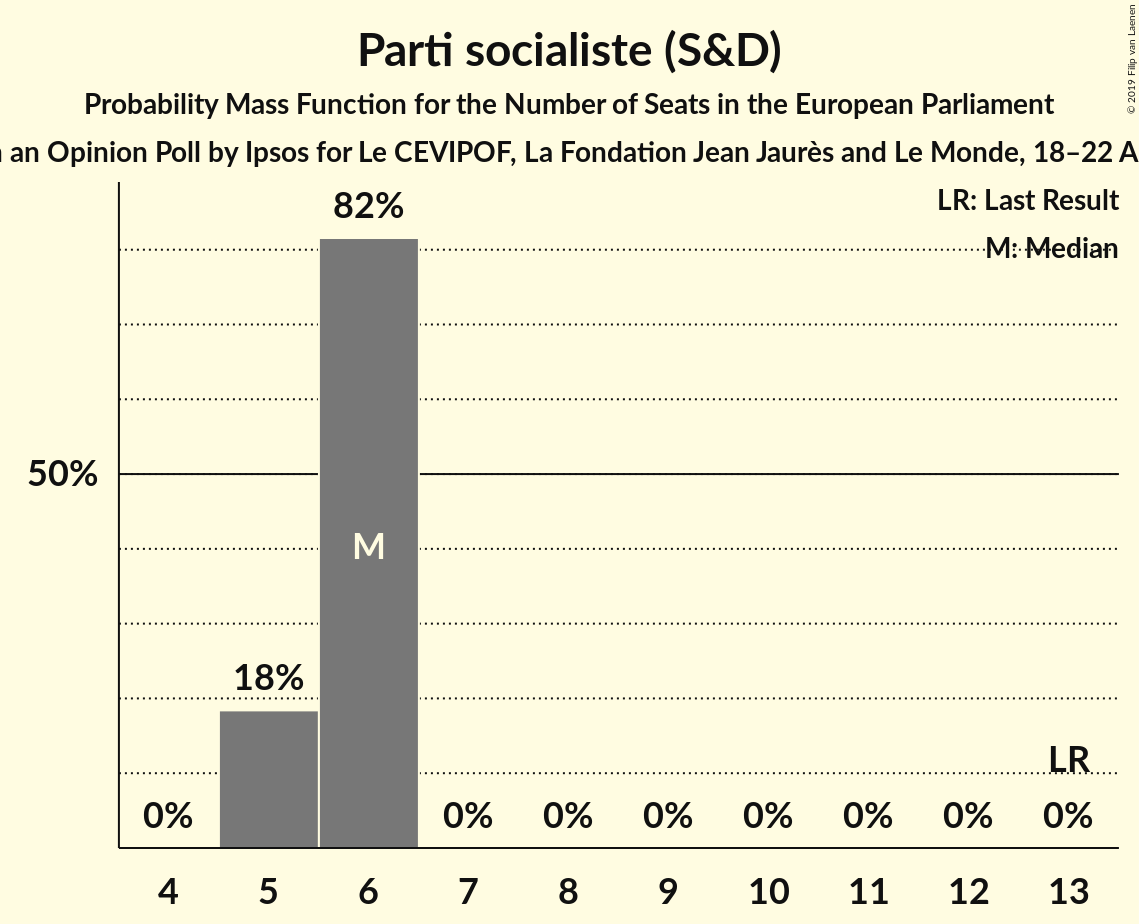 Parti socialiste (S&D)
Probability Mass Function for the Number of Seats in the European Parliament
an Opinion Poll by Ipsos for Le CEVIPOF, La Fondation Jean Jaurès and Le Monde, 18–22 A
© 2019 Filip van Laenen
LR: Last Result
M: Median
82%
50%
M
18%
LR
0% 0% 0% 0% 0% 0% 0% 0%
4 5 6 7 8 9 10 11 12 13